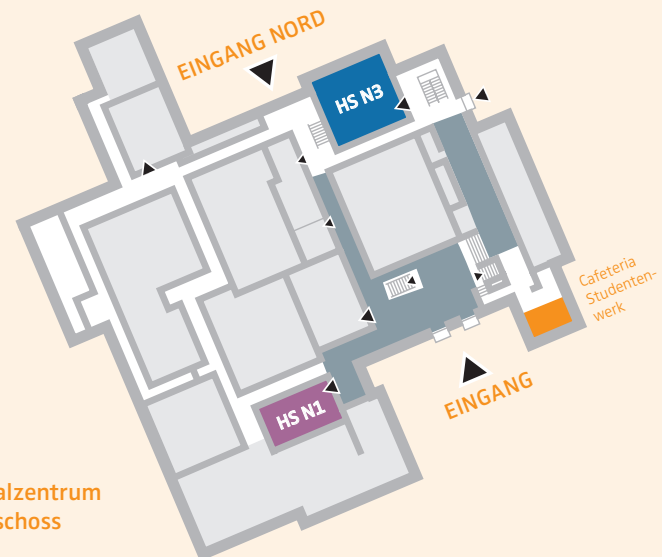 EINGANG NORD
HS N3
Cafeteria
Studenten-
werk
EINGANG
HS N1
alzentrum
schoss